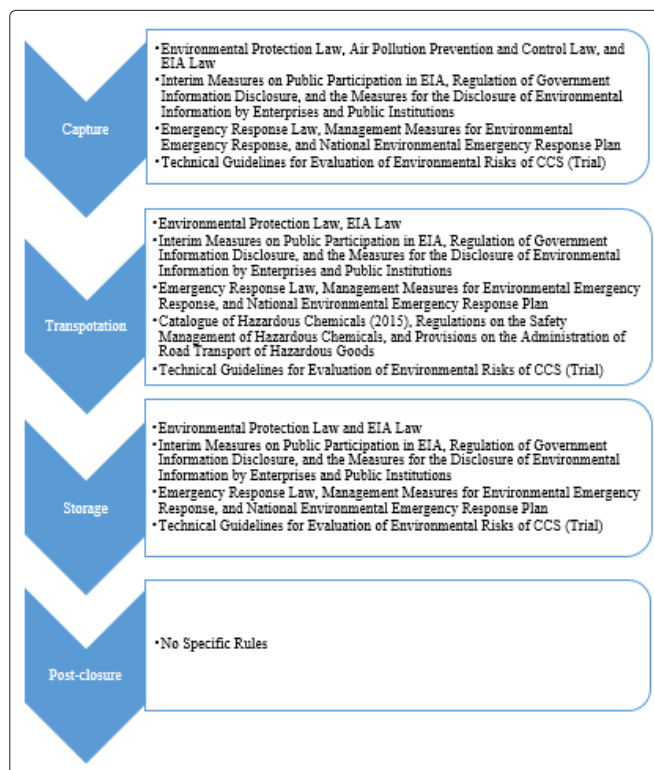 Capture
•Environmental Protection Law, Air Pollution Prevention and Control Law, and
EIA Law
•Interim Measures on Public Participation in EIA, Regulation of Government
Information Disclosure, and the Measures for the Disclosure of Environmental
Information by Enterprises and Public Institutions
•Emergency Response Law, Management Measures for Environmental
Emergency Response, and National Environmental Emergency Response Plan
•Technical Guidelines for Evaluation of Environmental Risks of CCS (Trial)
Transpotation
•Environmental Protection Law, EIA Law
•Interim Measures on Public Participation in EIA, Regulation of Government
Information Disclosure, and the Measures for the Disclosure of Environmental
Information by Enterprises and Public Institutions
•Emergency Response Law, Management Measures for Environmental Emergency
Response, and National Environmental Emergency Response Plan
•Catalogue of Hazardous Chemicals (2015), Regulations on the Safety
Management of Hazardous Chemicals, and Provisions on the Administration of
Road Transport of Hazardous Goods
•Technical Guidelines for Evaluation of Environmental Risks of CCS (Trial)
Storage
•Environmental Protection Law and EIA Law
•Interim Measures on Public Participation in EIA, Regulation of Government
Information Disclosure, and the Measures for the Disclosure of Environmental
Information by Enterprises and Public Institutions
•Emergency Response Law, Management Measures for Environmental Emergency
Response, and National Environmental Emergency Response Plan
•Technical Guidelines for Evaluation of Environmental Risks of CCS (Trial)
Post-closure
•No Specific Rules